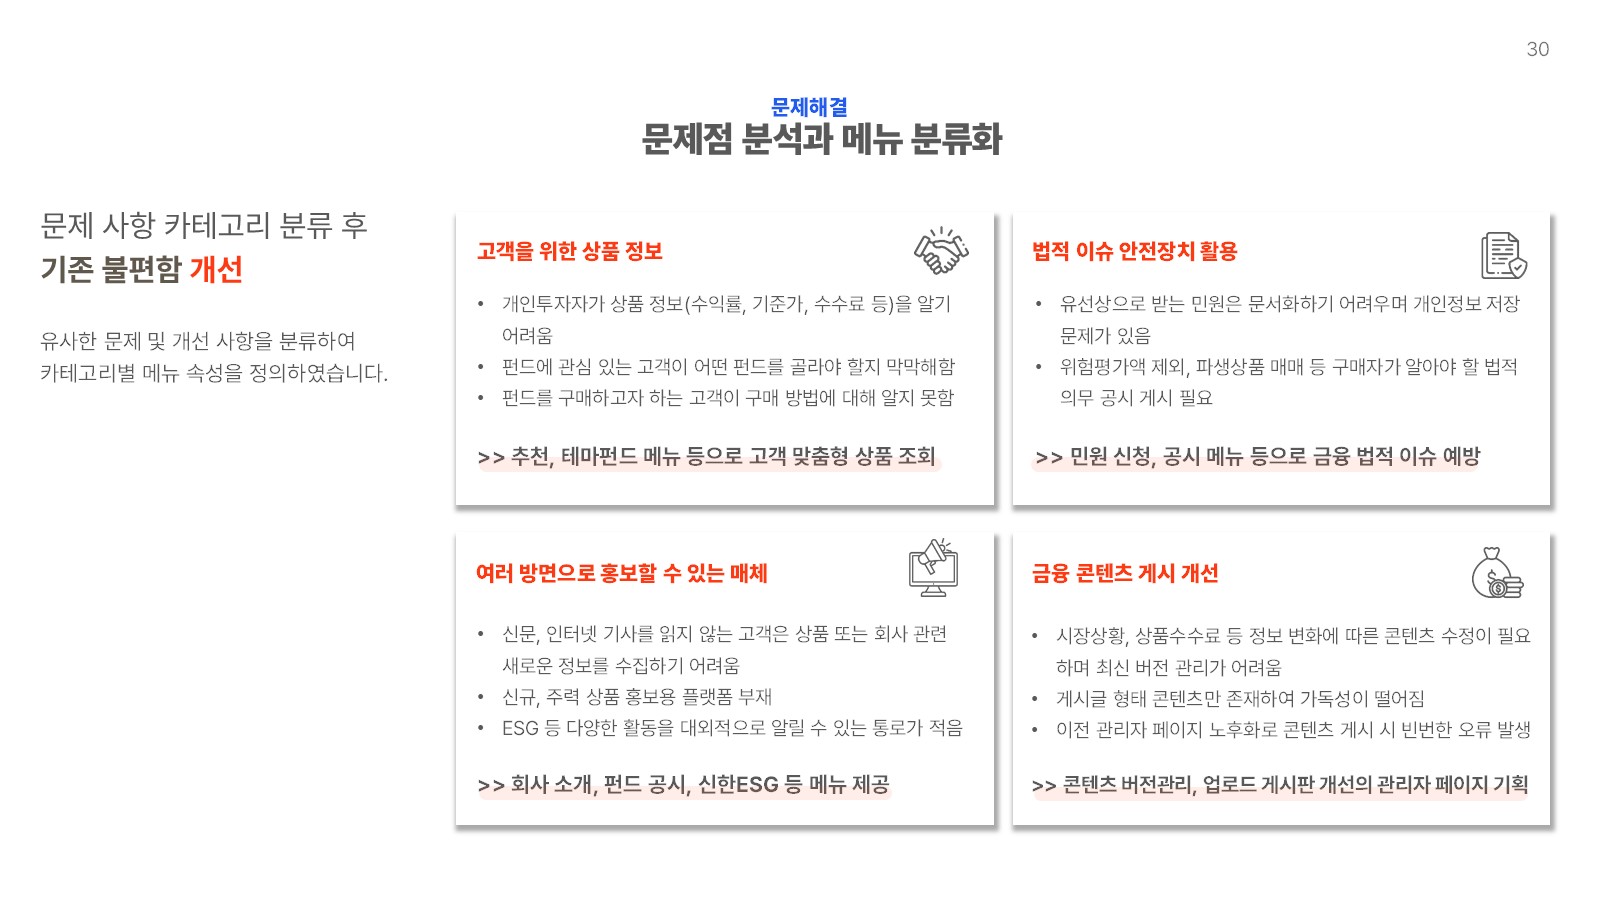 30
문제해결
문제점 분석과 메뉴 분류화
문제 사항 카테고리 분류 후
기존 불편함 개선
유사한 문제 및 개선 사항을 분류하여
카테고리별 메뉴 속성을 정의하였습니다.
고객을 위한 상품 정보
• 개인투자자가 상품 정보(수익률, 기준가, 수수료 등)을 알기
어려움
• 펀드에 관심 있는 고객이 어떤 펀드를 골라야 할지 막막해함
• 펀드를 구매하고자 하는 고객이 구매 방법에 대해 알지 못함
>> 추천, 테마펀드 메뉴 등으로 고객 맞춤형 상품 조회
법적 이슈 안전장치 활용
• 유선상으로 받는 민원은 문서화하기 어려우며 개인정보 저장
문제가 있음
• 위험평가액 제외, 파생상품 매매 등 구매자가 알아야 할 법적
의무 공시 게시 필요
>> 민원 신청, 공시 메뉴 등으로 금융 법적 이슈 예방
여러 방면으로 홍보할 수 있는 매체
• 신문, 인터넷 기사를 읽지 않는 고객은 상품 또는 회사 관련
새로운 정보를 수집하기 어려움
• 신규, 주력 상품 홍보용 플랫폼 부재
• ESG 등 다양한 활동을 대외적으로 알릴 수 있는 통로가 적음
>> 회사 소개, 펀드 공시, 신한ESG 등 메뉴 제공
금융 콘텐츠 게시 개선
• 시장상황, 상품수수료 등 정보 변화에 따른 콘텐츠 수정이 필요
하며 최신 버전 관리가 어려움
• 게시글 형태 콘텐츠만 존재하여 가독성이 떨어짐
• 이전 관리자 페이지 노후화로 콘텐츠 게시 시 빈번한 오류 발생
>> 콘텐츠 버전관리, 업로드 게시판 개선의 관리자 페이지 기획